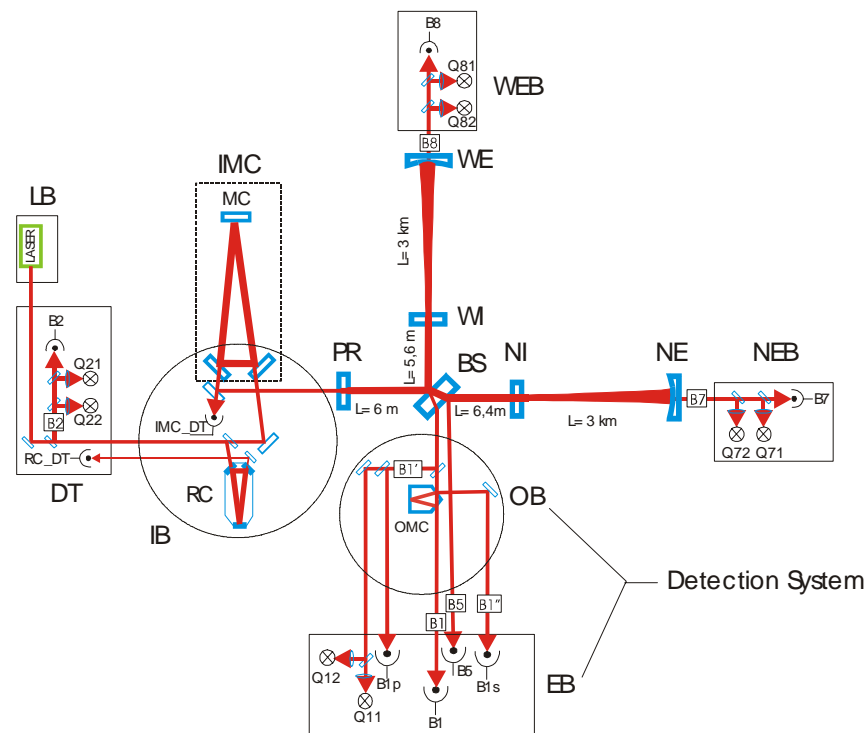 B8
Q81
WEB
Q82
B8
WE
IMC
MC
LB
LASER
L= 3 km
B2
Q21
Q22
B2
WI
L= 5,6 m
PR
BS
NI
NE
NEB
L= 6 m
L= 6,4m
L= 3 km
B7
B7
Q72
Q71
IMC_DT
RC_DT
DT
RC
IB
B1'
OMC
OB
Detection System
B5
B1"
B1
Q12
Q11
B1p
B5
B1s
B1
EB